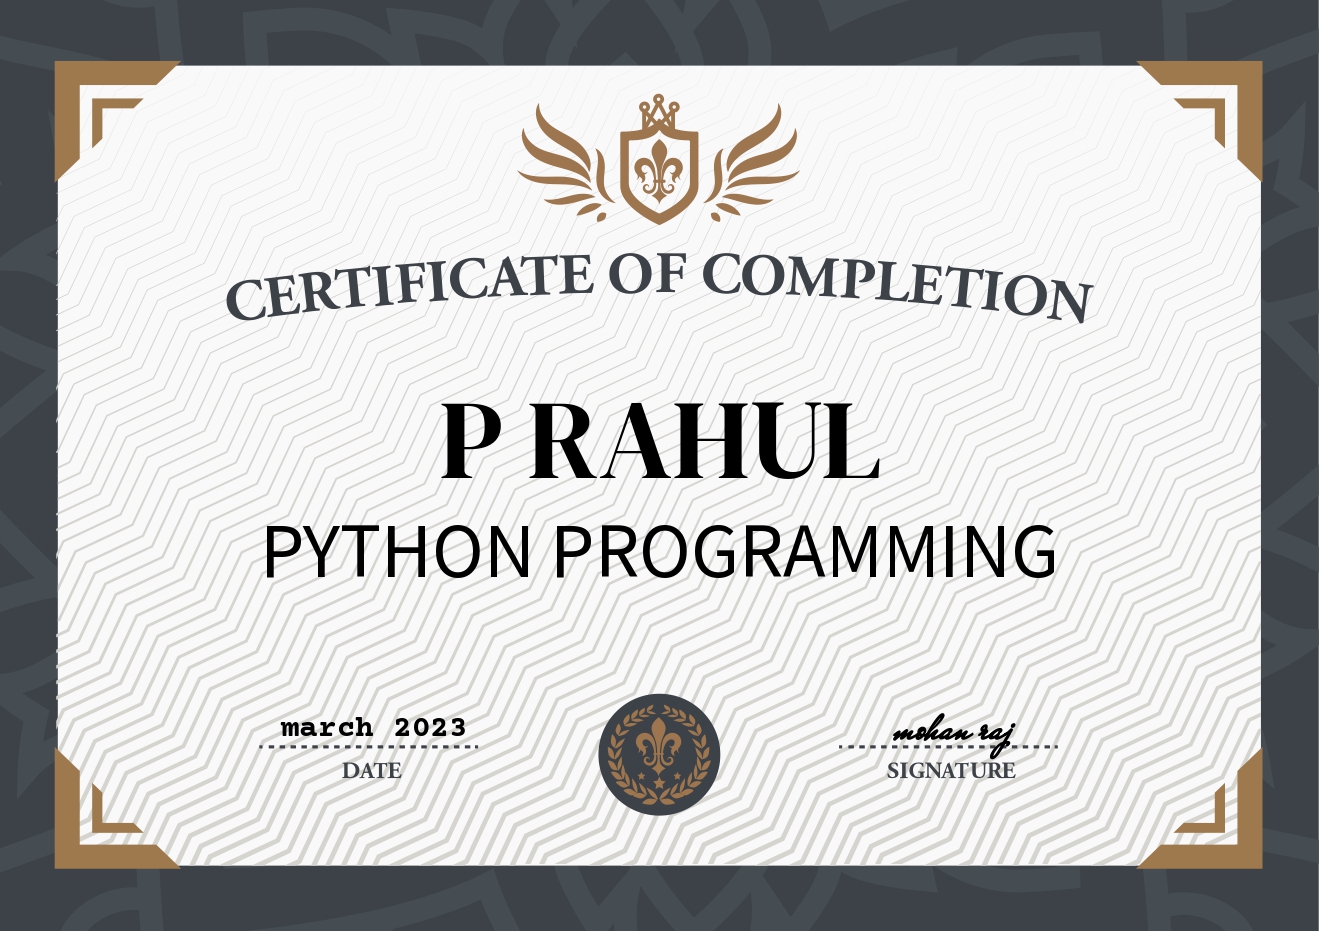 CERTIFICATE OF COMPLETION
P RAHUL
PYTHON PROGRAMMING
march 2023
DATE
mohan raj
SIGNATURE